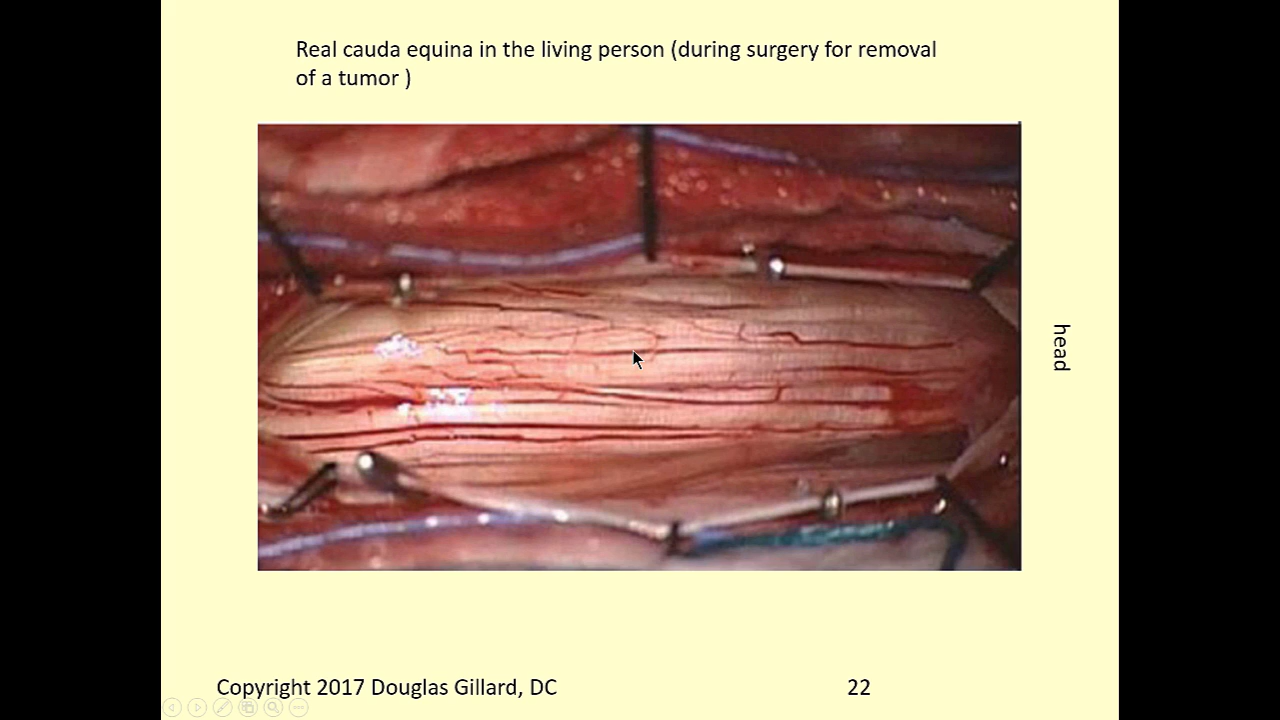 Real cauda equina in the living person (during surgery for removal
of a tumor )
head
Copyright 2017 Douglas Gillard, DC
22